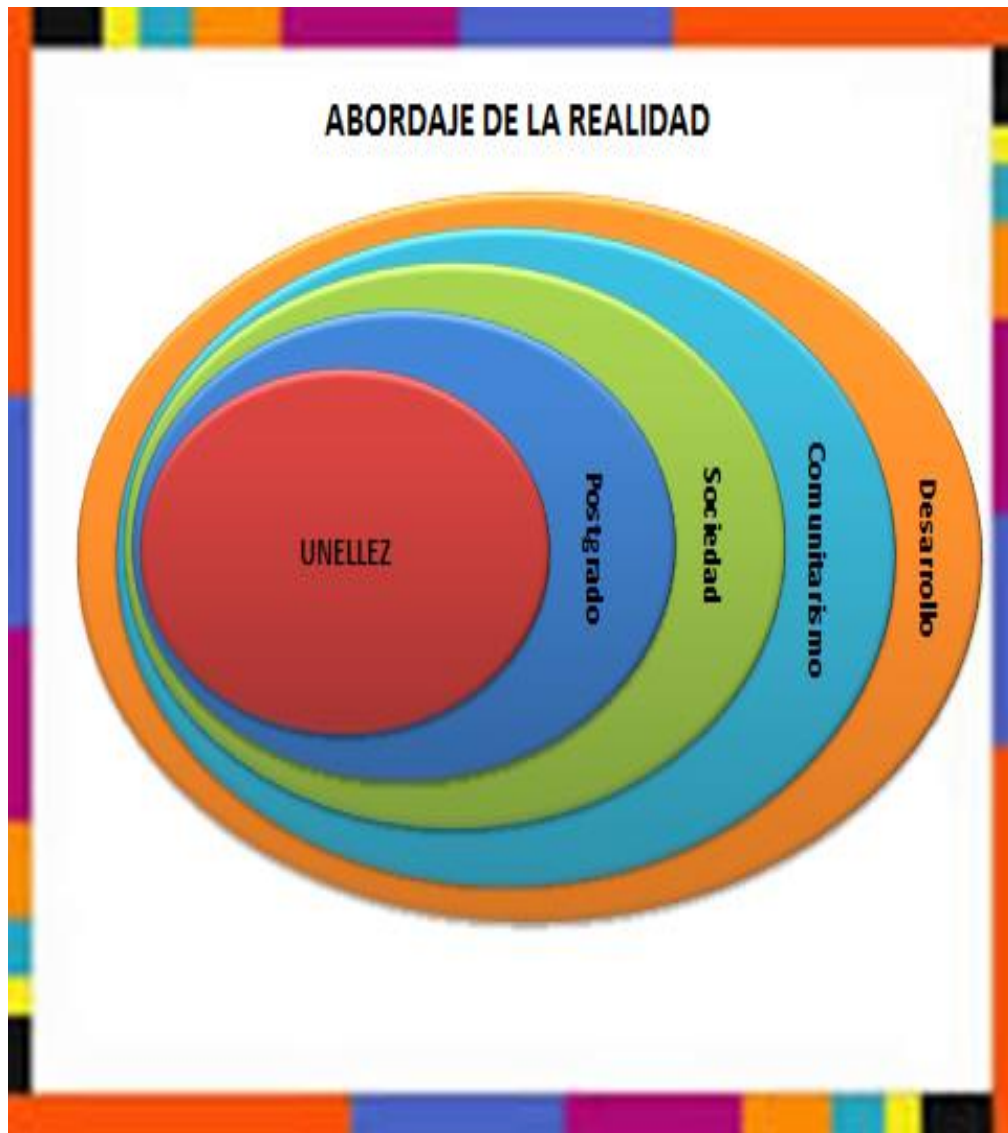 ABORDAJE DE LA REALIDAD
UNELLEZ
Postgrado
Sociedad
Comunitarismo
Desarrollo